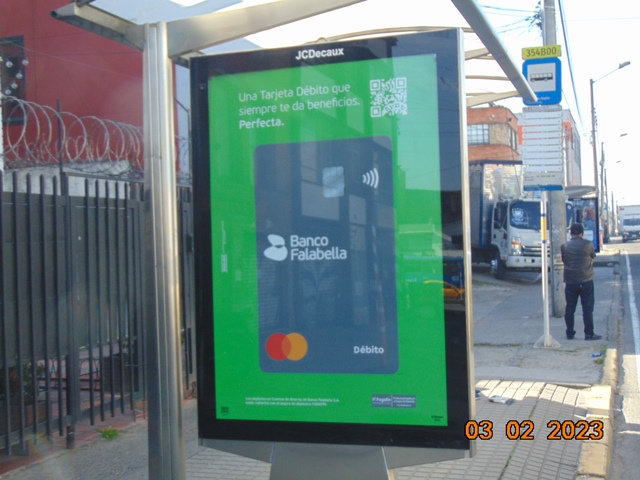 JCDecaux
Una Tarjeta Débito que
siempre te da beneficios.
Perfecta.
Banco
Falabella
Débito
354B00
03 02 2023